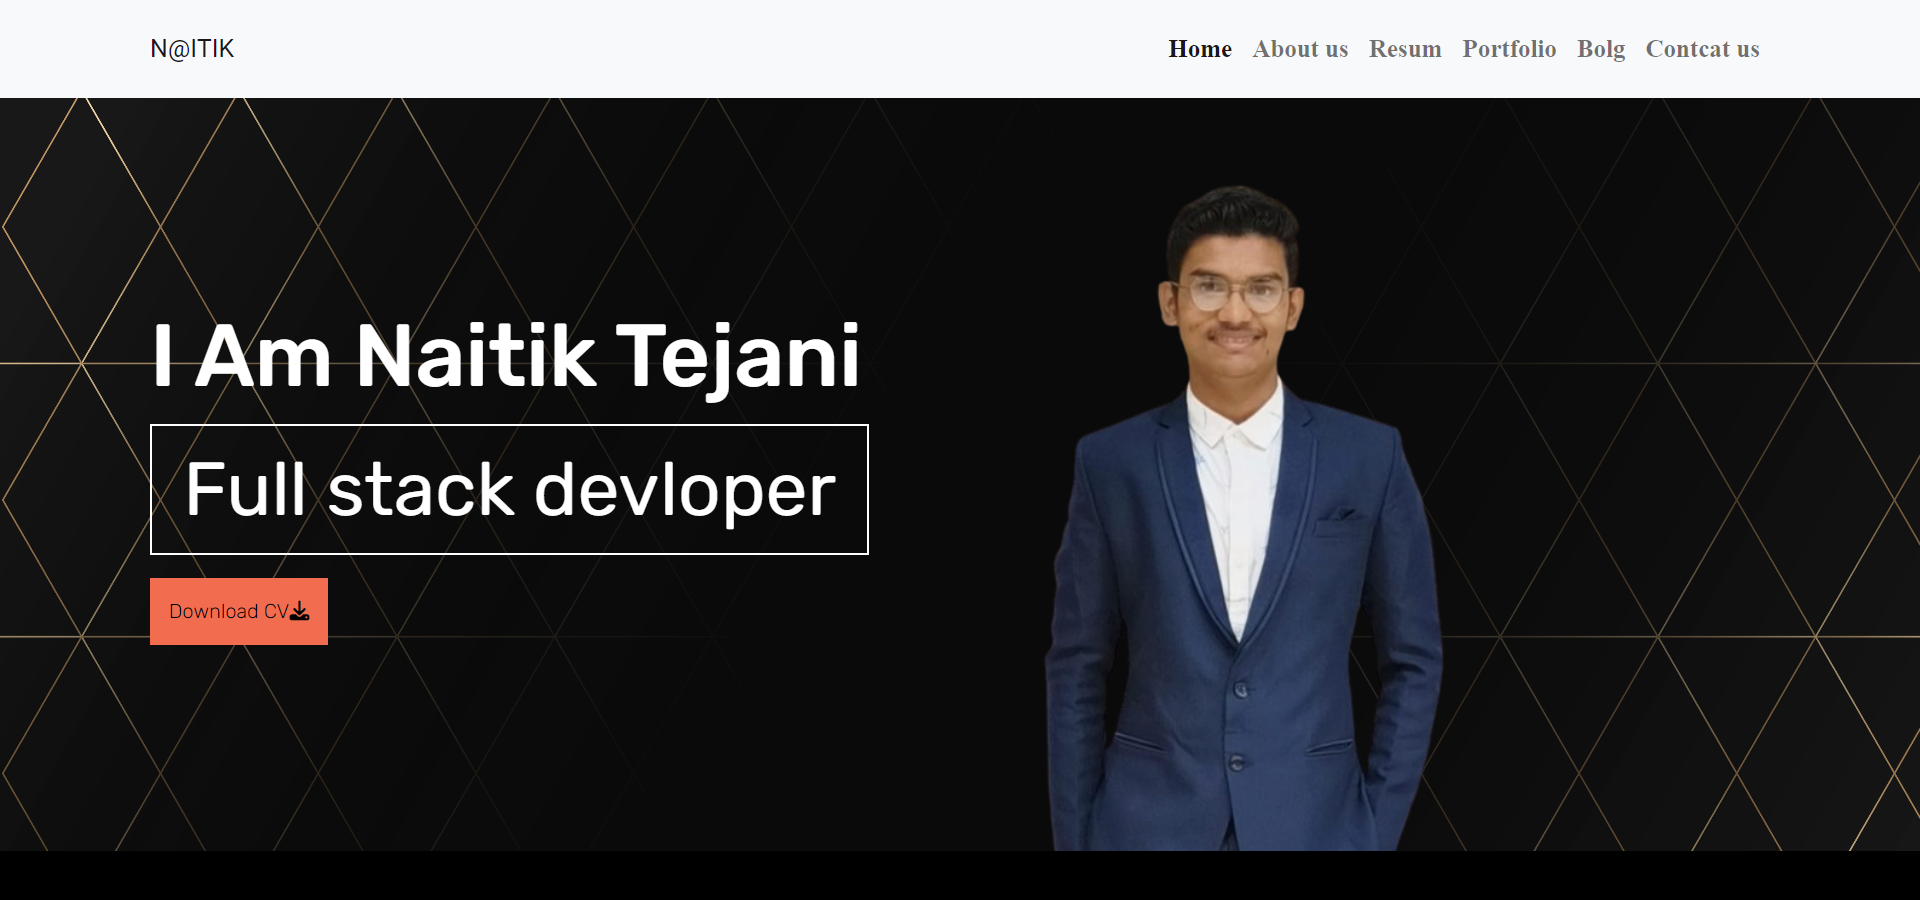 N@ITIK
Home About us Resum Portfolio Bolg Contcat us
I Am Naitik Tejani
Full stack devloper
Download CV